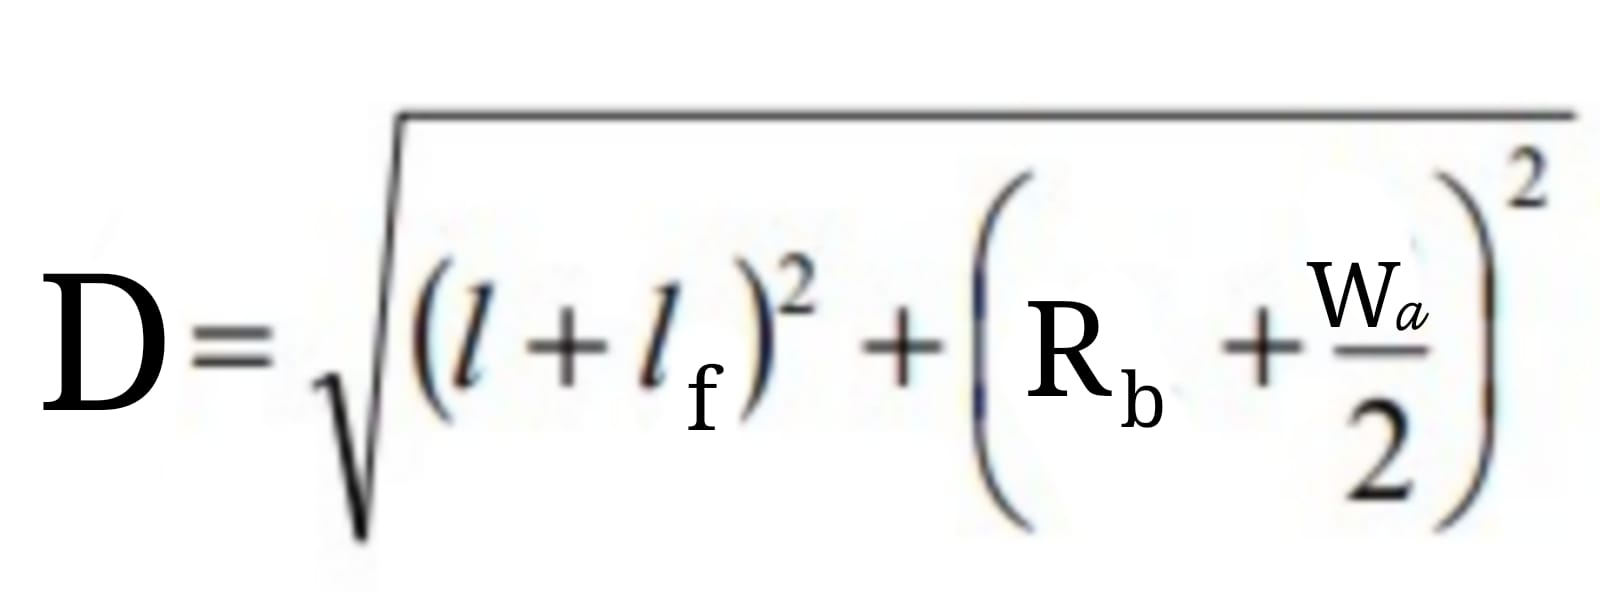 D = √((l + l_f)² + (R_b + W_a/2)²)